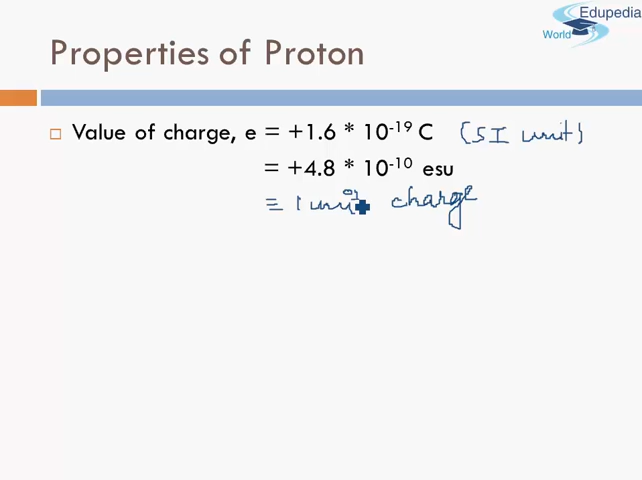 Edupedia
World
Properties of Proton
Value of charge, e = +1.6 * 10⁻¹⁹ C (SI unit)
= +4.8 * 10⁻¹⁰ esu
≡ 1 unit charge